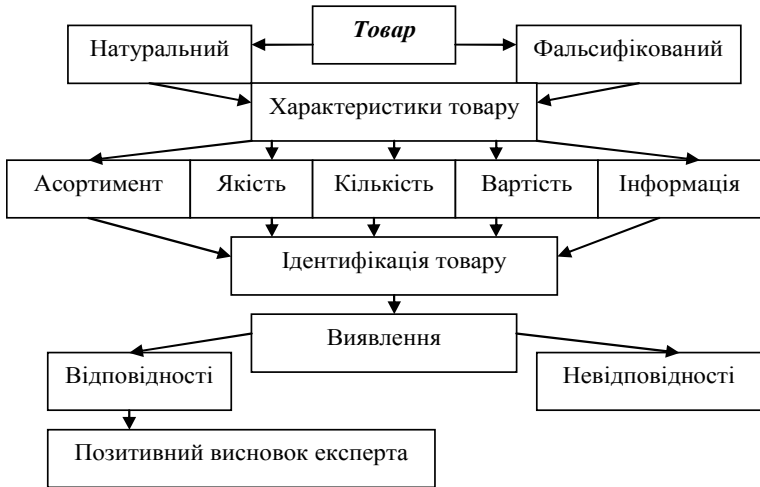 Товар
Натуральний
Фальсифікований
Характеристики товару
Асортимент
Якість
Кількість
Вартість
Інформація
Ідентифікація товару
Виявлення
Відповідності
Невідповідності
Позитивний висновок експерта